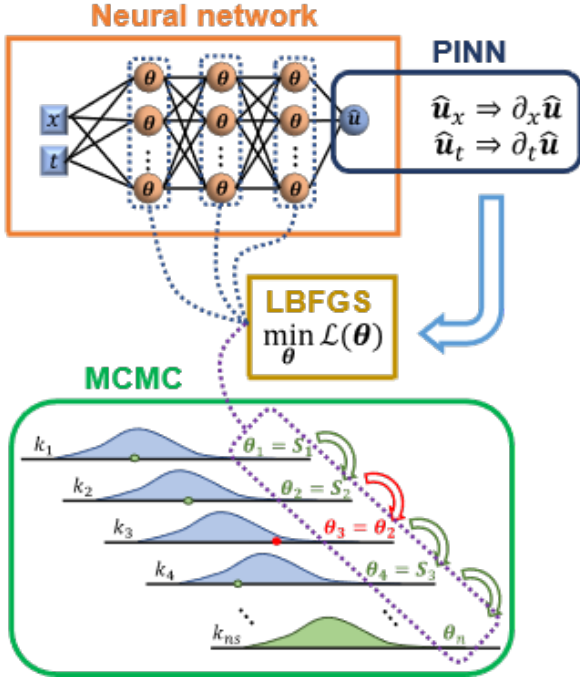 Neural network
PINN
x
t
θ θ θ
θ θ θ
⋮ ⋮ ⋮
θ θ θ
û
û_x ⇒ ∂_x û
û_t ⇒ ∂_t û
LBFGS
min_θ ℒ(θ)
MCMC
k_1 θ_1 = S_1
k_2 θ_2 = S_2
k_3 θ_3 = θ_2
k_4 θ_4 = S_3
⋱ ⋱
k_ns θ_n